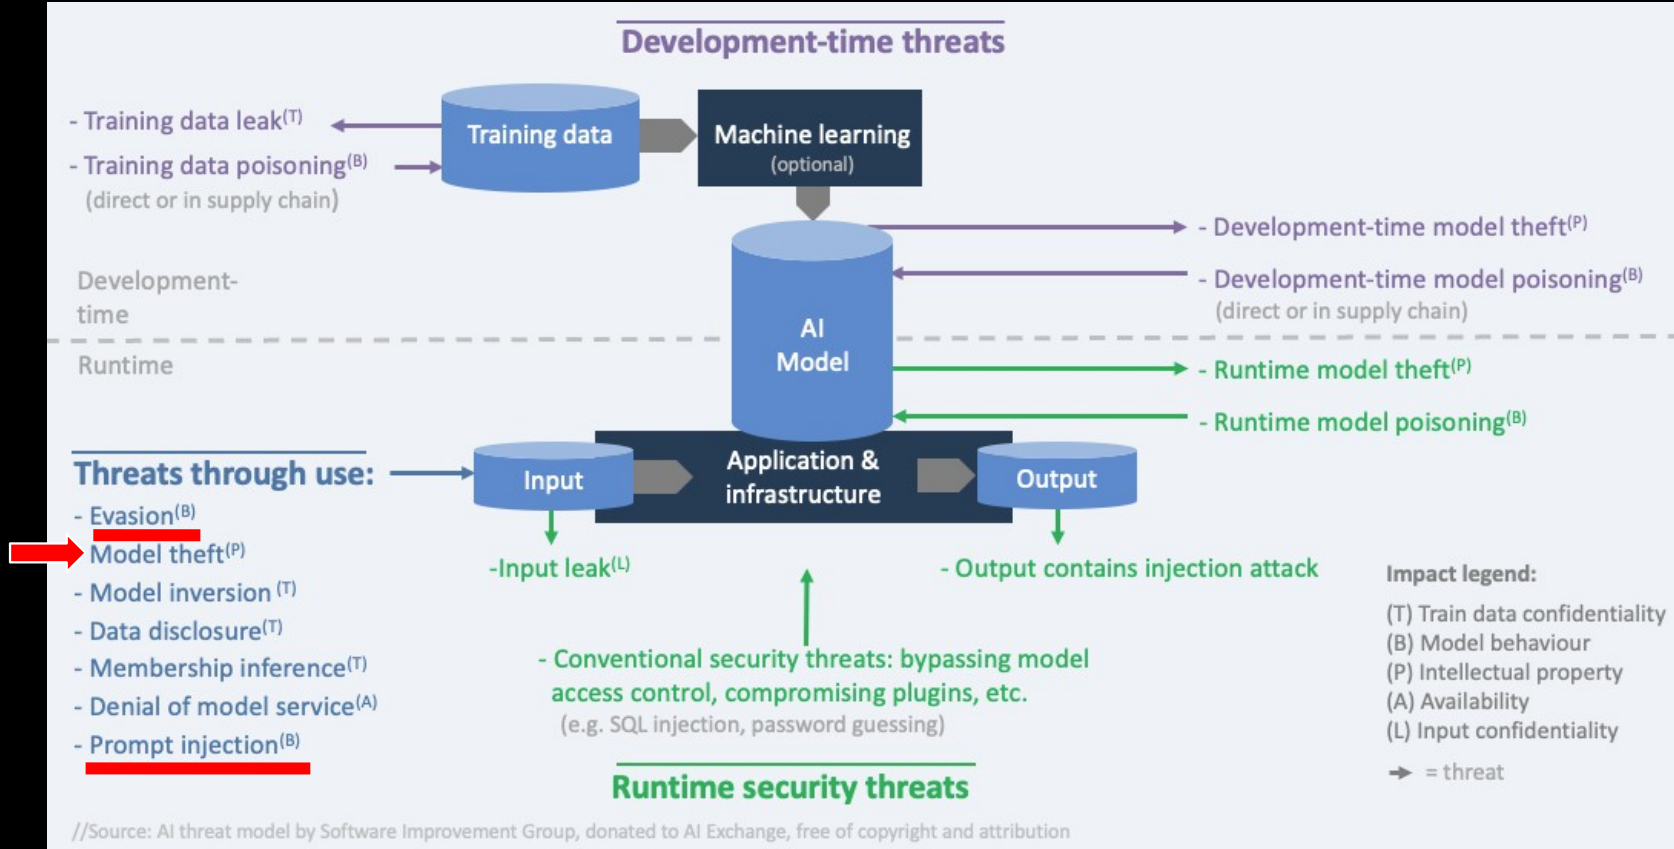 Development-time threats
- Training data leak(T)
- Training data poisoning(B)
(direct or in supply chain)
Training data
Machine learning
(optional)
- Development-time model theft(P)
- Development-time model poisoning(B)
(direct or in supply chain)
Development-
time
Runtime
AI
Model
- Runtime model theft(P)
- Runtime model poisoning(B)
Threats through use:
- Evasion(B)
Model theft(P)
- Model inversion (T)
- Data disclosure(T)
- Membership inference(T)
- Denial of model service(A)
- Prompt injection(B)
Input
Application &
infrastructure
Output
-Input leak(L)
- Output contains injection attack
- Conventional security threats: bypassing model
access control, compromising plugins, etc.
(e.g. SQL injection, password guessing)
Runtime security threats
Impact legend:
(T) Train data confidentiality
(B) Model behaviour
(P) Intellectual property
(A) Availability
(L) Input confidentiality
= threat
//Source: AI threat model by Software Improvement Group, donated to AI Exchange, free of copyright and attribution